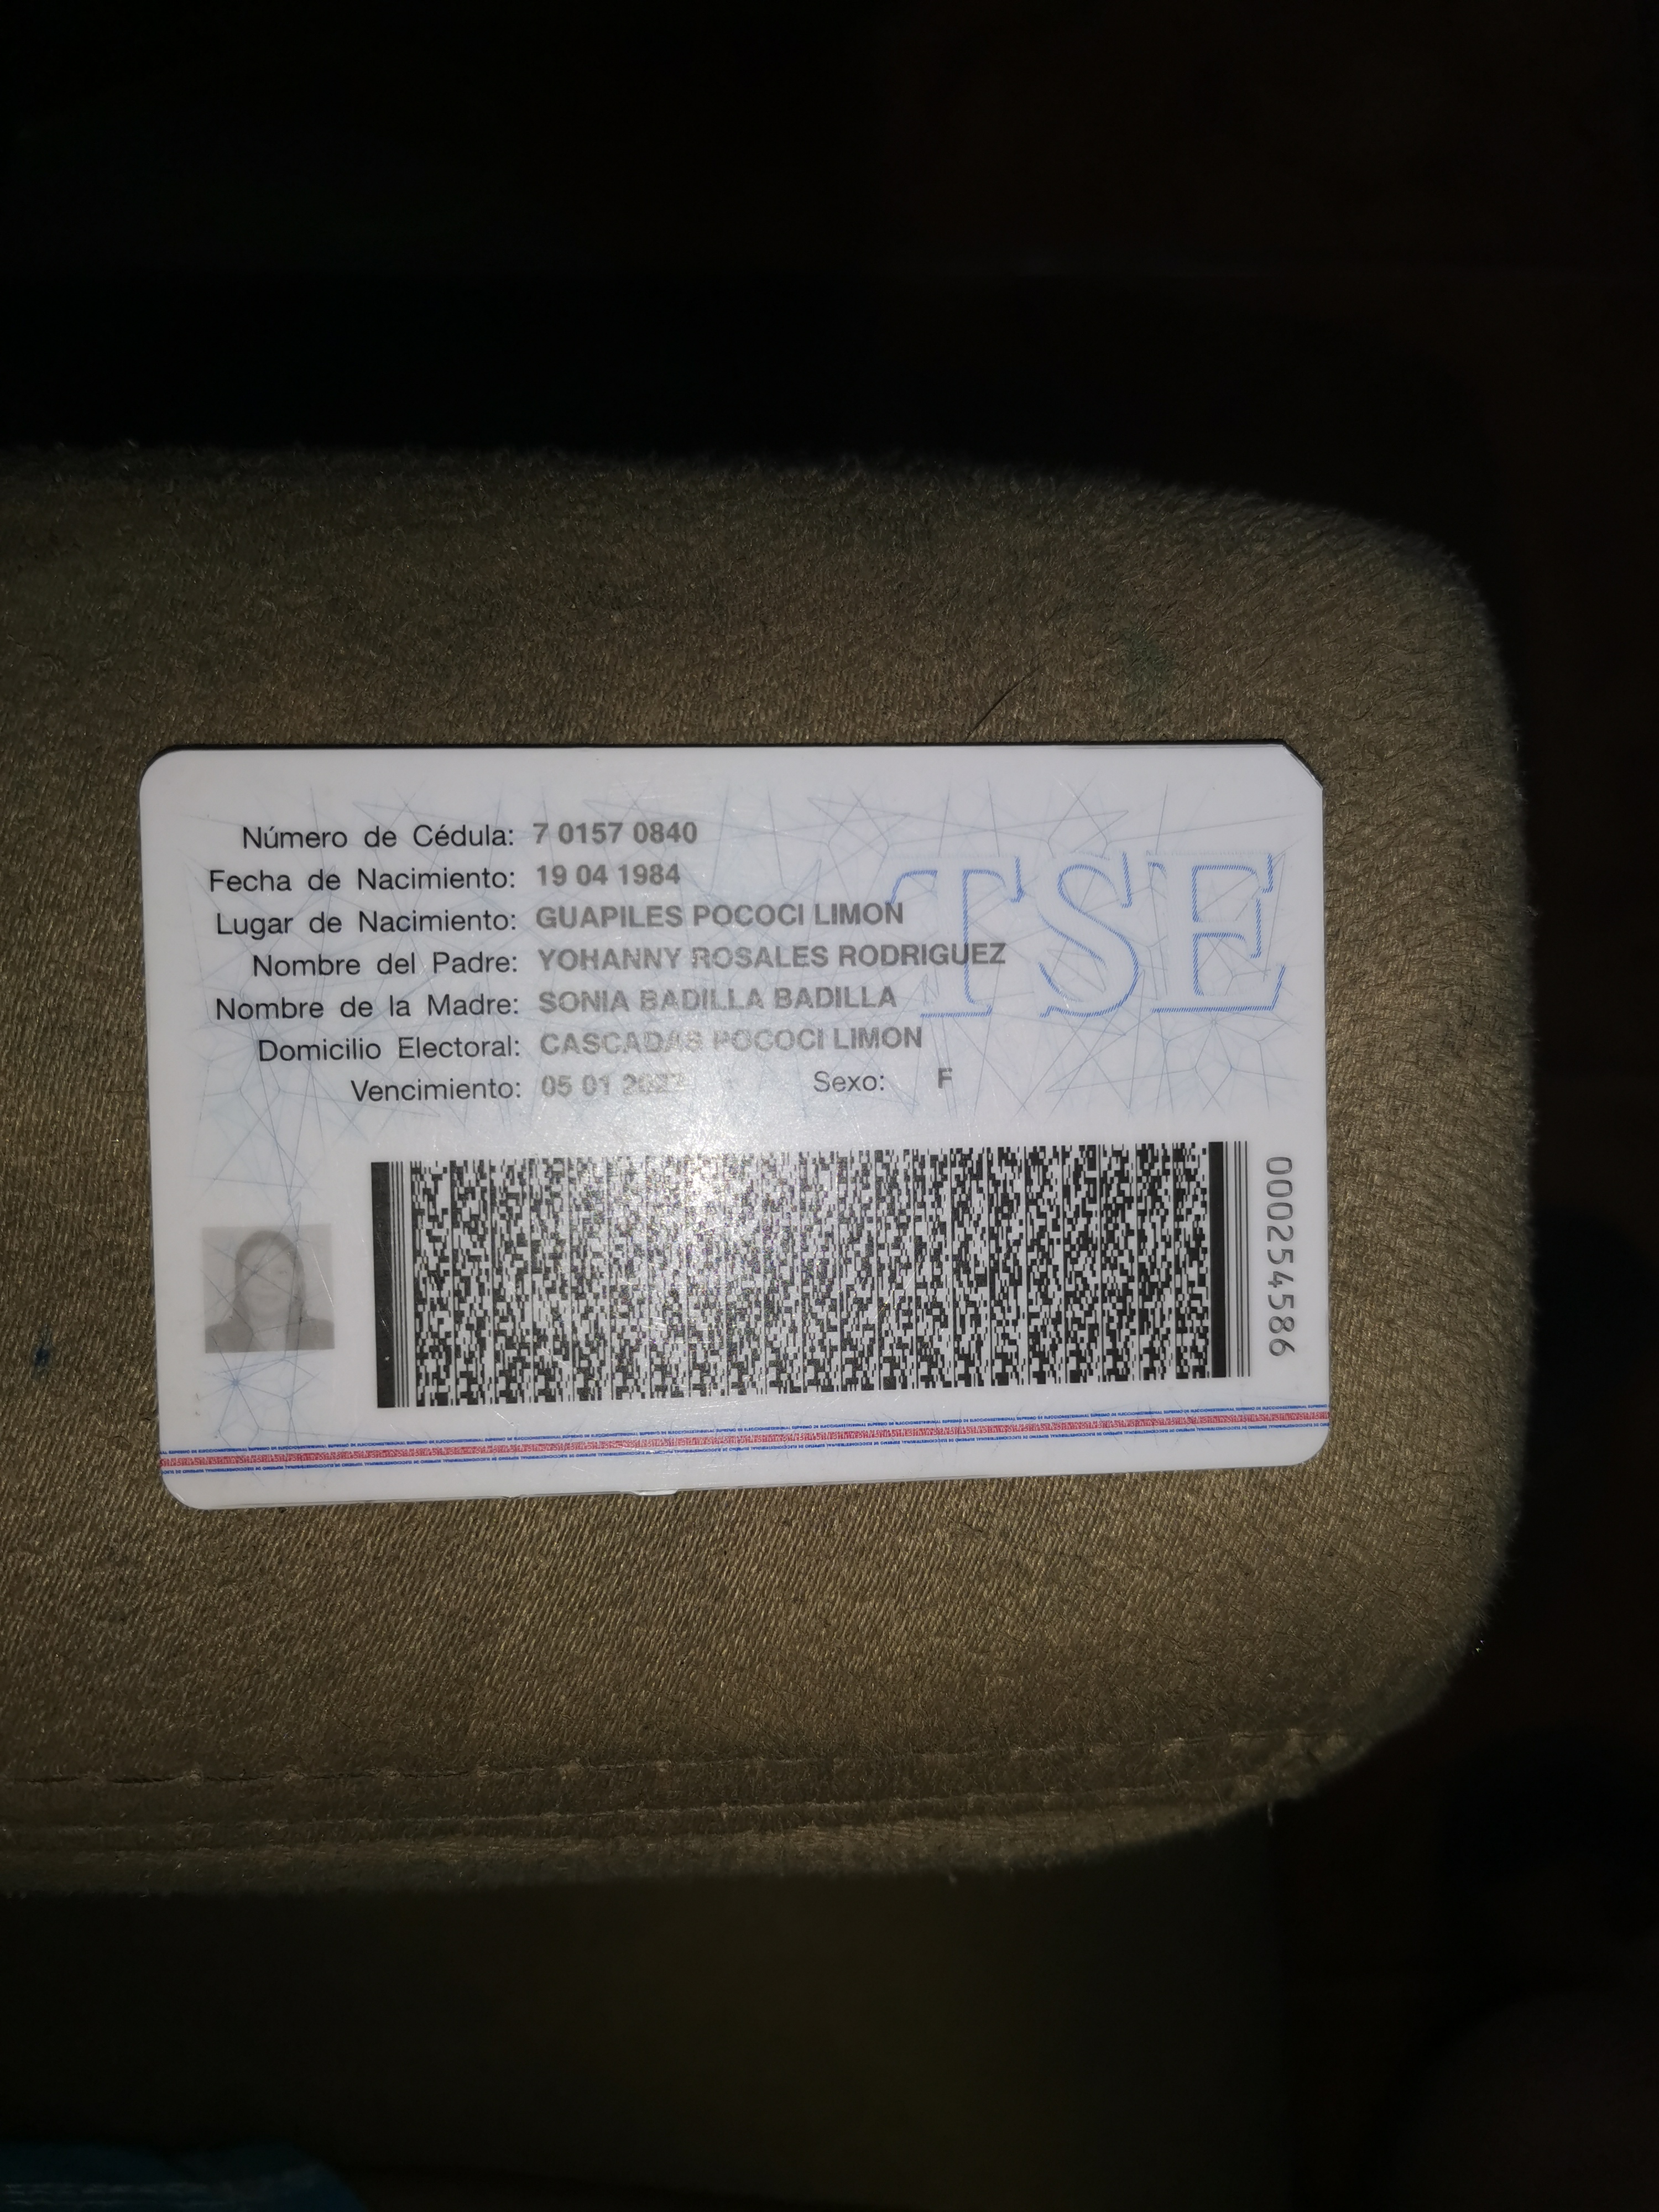 Número de Cédula: 7 0157 0840
Fecha de Nacimiento: 19 04 1984
Lugar de Nacimiento: GUAPILES POCOCI LIMON
Nombre del Padre: YOHANNY ROSALES RODRIGUEZ
Nombre de la Madre: SONIA BADILLA BADILLA
Domicilio Electoral: CASCADAS POCOCI LIMON
Vencimiento: 05 01 2027 Sexo: F
TSE
000254586